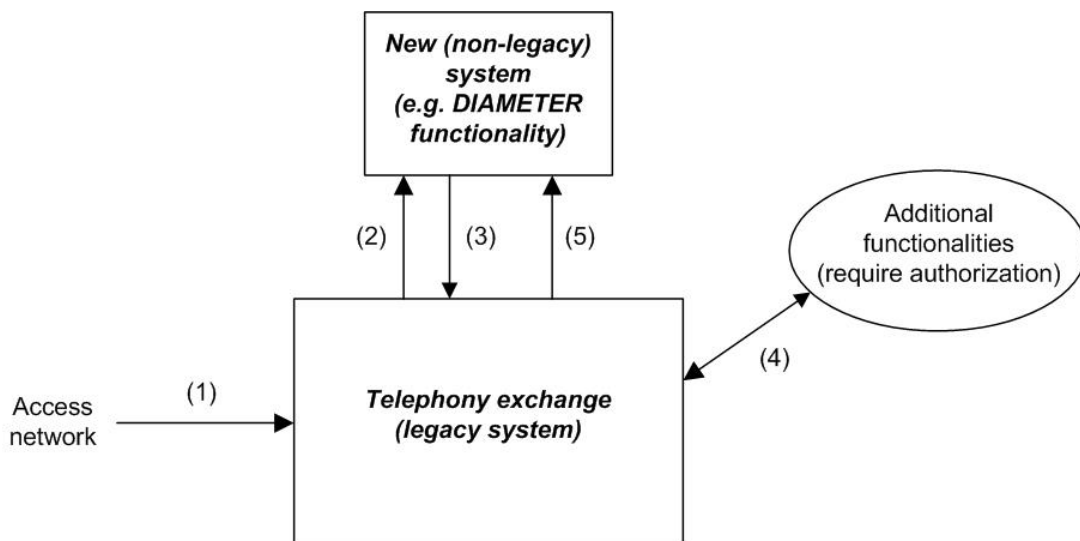 New (non-legacy)
system
(e.g. DIAMETER
functionality)
(2)
(3)
(5)
Additional
functionalities
(require authorization)
(4)
(1)
Access
network
Telephony exchange
(legacy system)